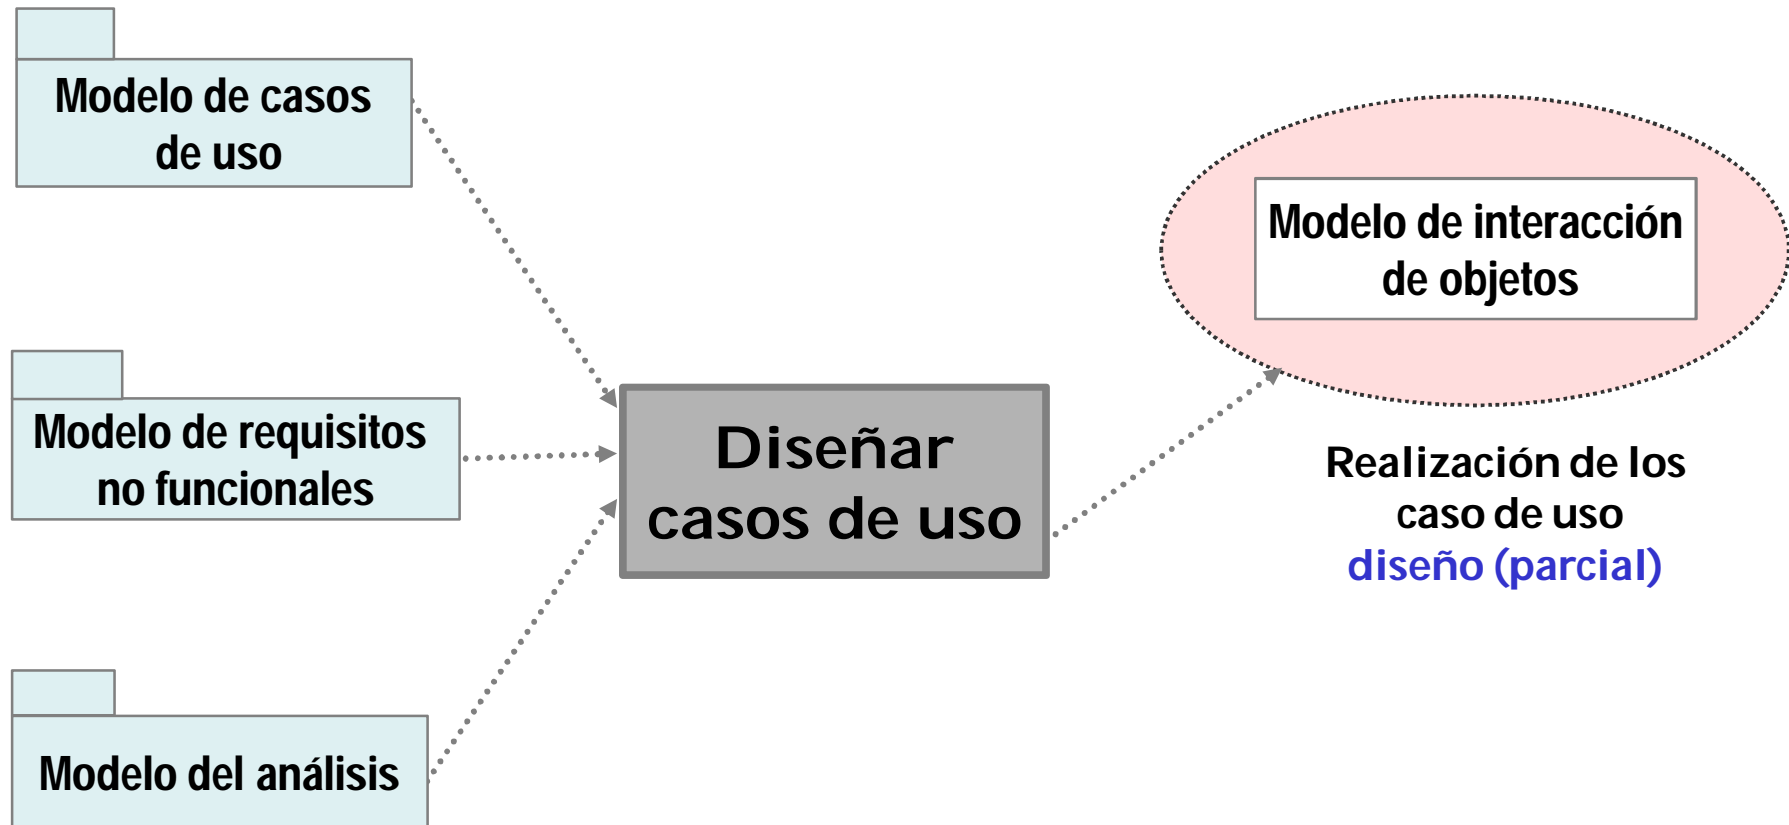 Modelo de casos
de uso
Modelo de requisitos
no funcionales
Modelo del análisis
Diseñar
casos de uso
Modelo de interacción
de objetos
Realización de los
caso de uso
diseño (parcial)